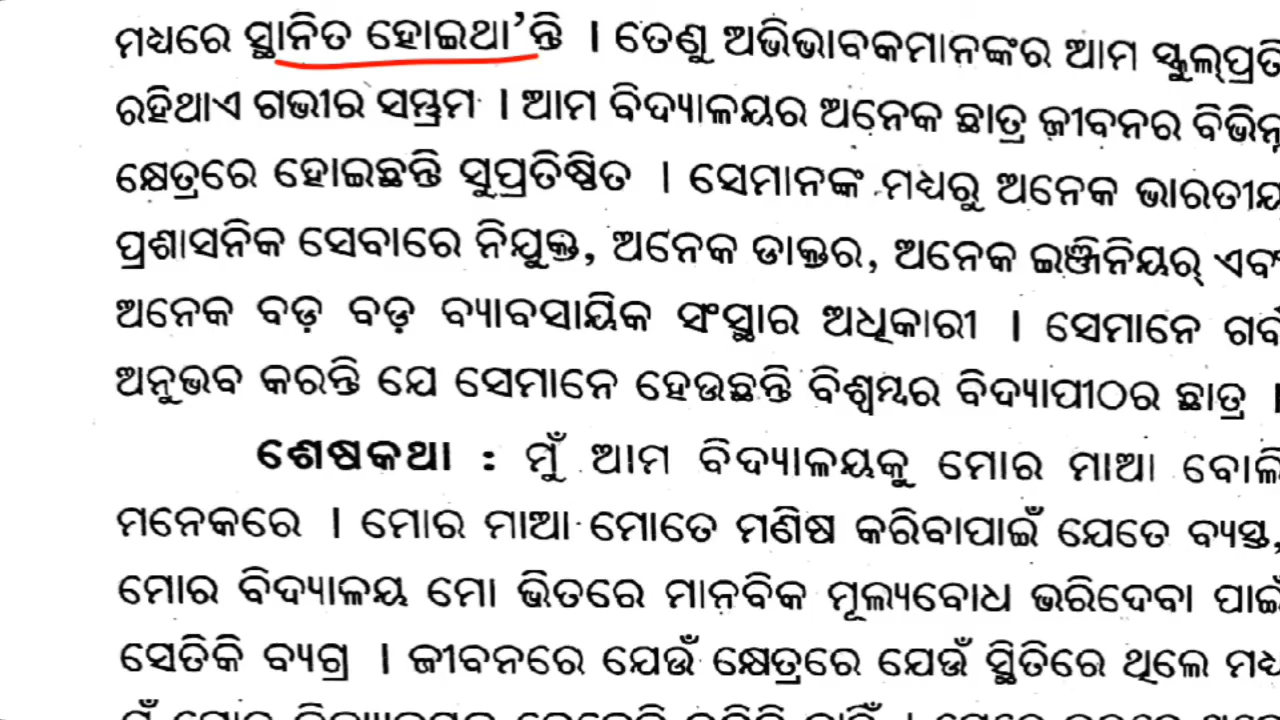 ମଧ୍ୟରେ ସ୍ଥାନିତ ହୋଇଥା’ନ୍ତି । ତେଣୁ ଅଭିଭାବକମାନଙ୍କର ଆମ ସ୍କୁଲ୍‌ପ୍ରତି
ରହିଥାଏ ଗଭୀର ସମ୍ଭ୍ରମ । ଆମ ବିଦ୍ୟାଳୟର ଅନେକ ଛାତ୍ର ଜୀବନର ବିଭିନ୍ନ
କ୍ଷେତ୍ରରେ ହୋଇଛନ୍ତି ସୁପ୍ରତିଷ୍ଠିତ । ସେମାନଙ୍କ ମଧ୍ୟରୁ ଅନେକ ଭାରତୀୟ
ପ୍ରଶାସନିକ ସେବାରେ ନିଯୁକ୍ତ, ଅନେକ ଡାକ୍ତର, ଅନେକ ଇଞ୍ଜିନିୟର୍ ଏବଂ
ଅନେକ ବଡ଼ ବଡ଼ ବ୍ୟାବସାୟିକ ସଂସ୍ଥାର ଅଧିକାରୀ । ସେମାନେ ଗର୍ବ
ଅନୁଭବ କରନ୍ତି ଯେ ସେମାନେ ହେଉଛନ୍ତି ବିଶ୍ୱମ୍ଭର ବିଦ୍ୟାପୀଠର ଛାତ୍ର ।
ଶେଷକଥା : ମୁଁ ଆମ ବିଦ୍ୟାଳୟକୁ ମୋର ମାଆ ବୋଲି
ମନେକରେ । ମୋର ମାଆ ମୋତେ ମଣିଷ କରିବାପାଇଁ ଯେତେ ବ୍ୟସ୍ତ,
ମୋର ବିଦ୍ୟାଳୟ ମୋ ଭିତରେ ମାନବିକ ମୂଲ୍ୟବୋଧ ଭରିଦେବା ପାଇଁ
ସେତିକି ବ୍ୟଗ୍ର । ଜୀବନରେ ଯେଉଁ କ୍ଷେତ୍ରରେ ଯେଉଁ ସ୍ଥିତିରେ ଥିଲେ ମଧ୍ୟ